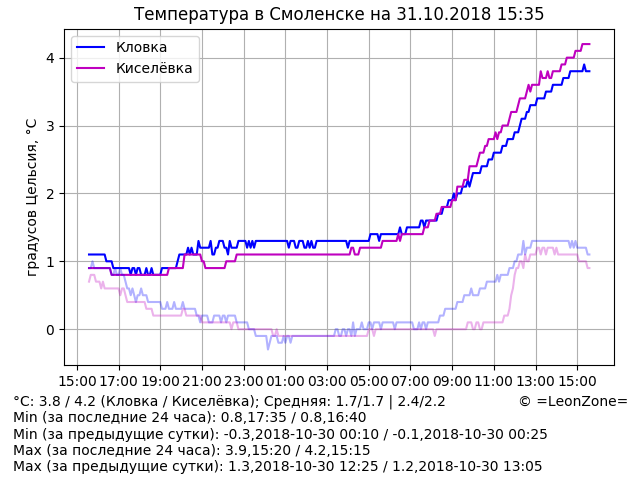 Температура в Смоленске на 31.10.2018 15:35
Кловка
Киселёвка
градусов Цельсия, °C
4
3
2
1
0
15:00 17:00 19:00 21:00 23:00 01:00 03:00 05:00 07:00 09:00 11:00 13:00 15:00
°C: 3.8 / 4.2 (Кловка / Киселёвка); Средняя: 1.7/1.7 | 2.4/2.2 © =LeonZone=
Min (за последние 24 часа): 0.8,17:35 / 0.8,16:40
Min (за предыдущие сутки): -0.3,2018-10-30 00:10 / -0.1,2018-10-30 00:25
Max (за последние 24 часа): 3.9,15:20 / 4.2,15:15
Max (за предыдущие сутки): 1.3,2018-10-30 12:25 / 1.2,2018-10-30 13:05